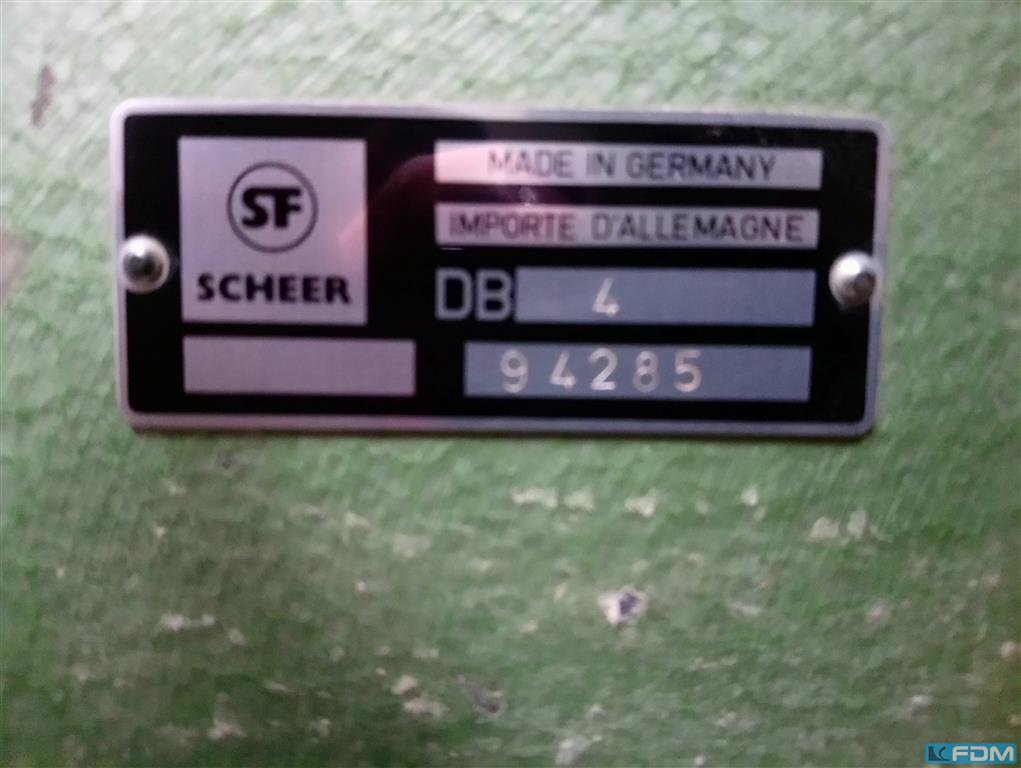 SF
SCHEER
MADE IN GERMANY
IMPORTE D'ALLEMAGNE
DB 4
94285
FDM